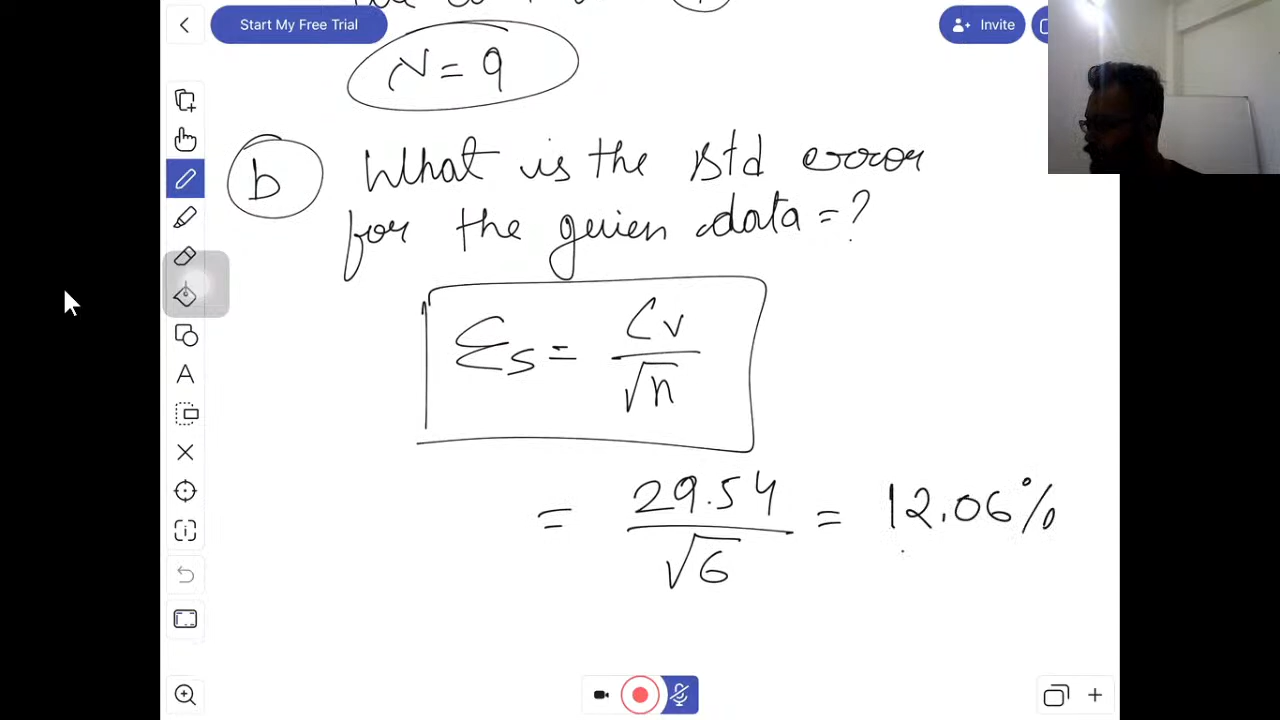 Start My Free Trial
Invite
N = 9
b What is the std error
for the given data = ?
Es = Cv / √n
= 29.54 / √6 = 12.06%
A